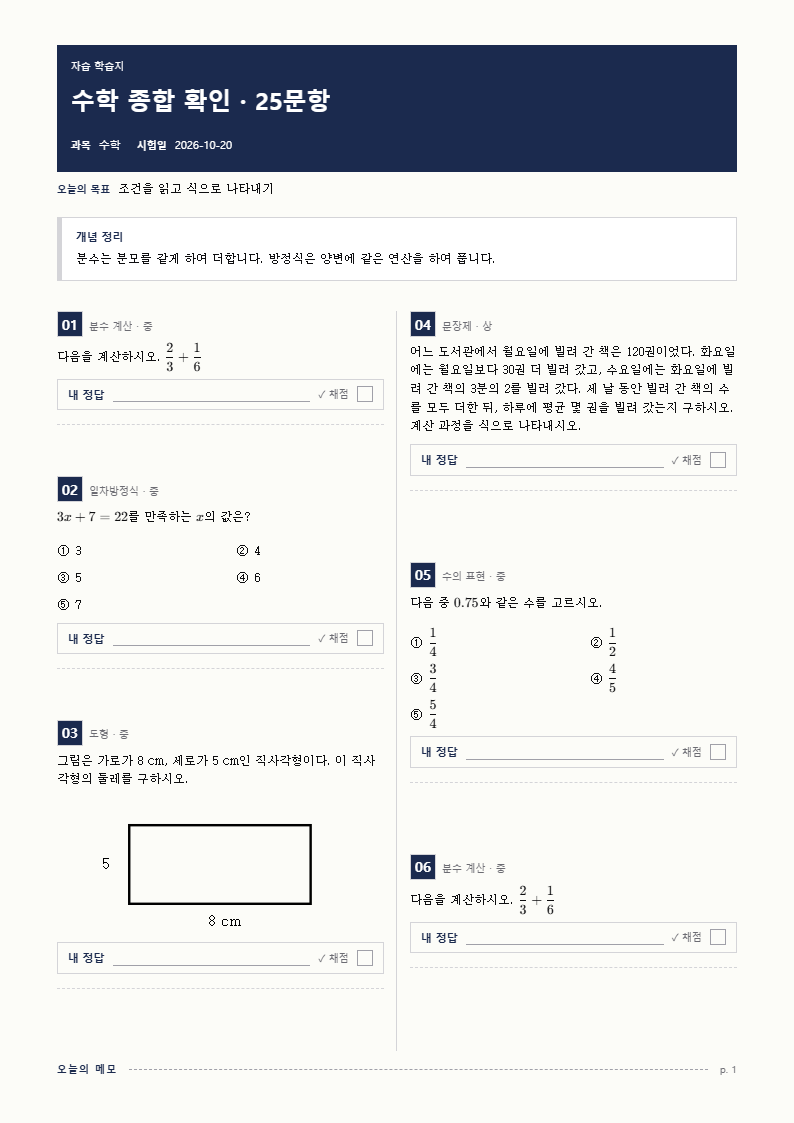 자습 학습지
수학 종합 확인 · 25문항
과목 수학 시험일 2026-10-20
오늘의 목표 조건을 읽고 식으로 나타내기
개념 정리
분수는 분모를 같게 하여 더합니다. 방정식은 양변에 같은 연산을 하여 풉니다.
01 분수 계산 · 중
다음을 계산하시오. 2/3 + 1/6
내 정답 ✓ 채점
02 일차방정식 · 중
3x + 7 = 22를 만족하는 x의 값은?
① 3 ② 4
③ 5 ④ 6
⑤ 7
내 정답 ✓ 채점
03 도형 · 중
그림은 가로가 8 cm, 세로가 5 cm인 직사각형이다. 이 직사
각형의 둘레를 구하시오.
5
8 cm
내 정답 ✓ 채점
04 문장제 · 상
어느 도서관에서 월요일에 빌려 간 책은 120권이었다. 화요일
에는 월요일보다 30권 더 빌려 갔고, 수요일에는 화요일에 빌
려 간 책의 3분의 2를 빌려 갔다. 세 날 동안 빌려 간 책의 수
를 모두 더한 뒤, 하루에 평균 몇 권을 빌려 갔는지 구하시오.
계산 과정을 식으로 나타내시오.
내 정답 ✓ 채점
05 수의 표현 · 중
다음 중 0.75와 같은 수를 고르시오.
① 1/4 ② 1/2
③ 3/4 ④ 4/5
⑤ 5/4
내 정답 ✓ 채점
06 분수 계산 · 중
다음을 계산하시오. 2/3 + 1/6
내 정답 ✓ 채점
오늘의 메모 p. 1